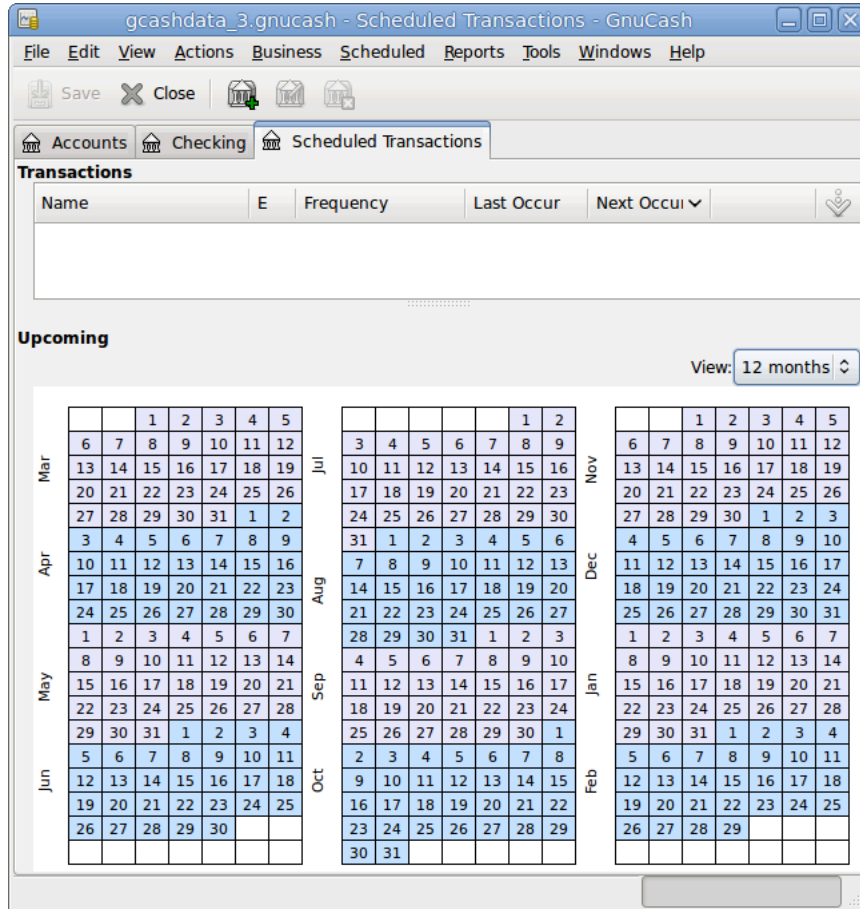 gcashdata_3.gnucash - Scheduled Transactions - GnuCash
File Edit View Actions Business Scheduled Reports Tools Windows Help
Save Close
Accounts Checking Scheduled Transactions
Transactions
Name E Frequency Last Occur Next Occur
Upcoming
View: 12 months
Mar
1 2 3 4 5
6 7 8 9 10 11 12
13 14 15 16 17 18 19
20 21 22 23 24 25 26
27 28 29 30 31 1 2
Apr
3 4 5 6 7 8 9
10 11 12 13 14 15 16
17 18 19 20 21 22 23
24 25 26 27 28 29 30
May
1 2 3 4 5 6 7
8 9 10 11 12 13 14
15 16 17 18 19 20 21
22 23 24 25 26 27 28
29 30 31 1 2 3 4
Jun
5 6 7 8 9 10 11
12 13 14 15 16 17 18
19 20 21 22 23 24 25
26 27 28 29 30
Jul
1 2
3 4 5 6 7 8 9
10 11 12 13 14 15 16
17 18 19 20 21 22 23
24 25 26 27 28 29 30
31 1 2 3 4 5 6
Aug
7 8 9 10 11 12 13
14 15 16 17 18 19 20
21 22 23 24 25 26 27
28 29 30 31 1 2 3
Sep
4 5 6 7 8 9 10
11 12 13 14 15 16 17
18 19 20 21 22 23 24
25 26 27 28 29 30 1
Oct
2 3 4 5 6 7 8
9 10 11 12 13 14 15
16 17 18 19 20 21 22
23 24 25 26 27 28 29
30 31
Nov
1 2 3 4 5
6 7 8 9 10 11 12
13 14 15 16 17 18 19
20 21 22 23 24 25 26
27 28 29 30 1 2 3
Dec
4 5 6 7 8 9 10
11 12 13 14 15 16 17
18 19 20 21 22 23 24
25 26 27 28 29 30 31
Jan
1 2 3 4 5 6 7
8 9 10 11 12 13 14
15 16 17 18 19 20 21
22 23 24 25 26 27 28
29 30 31 1 2 3 4
Feb
5 6 7 8 9 10 11
12 13 14 15 16 17 18
19 20 21 22 23 24 25
26 27 28 29